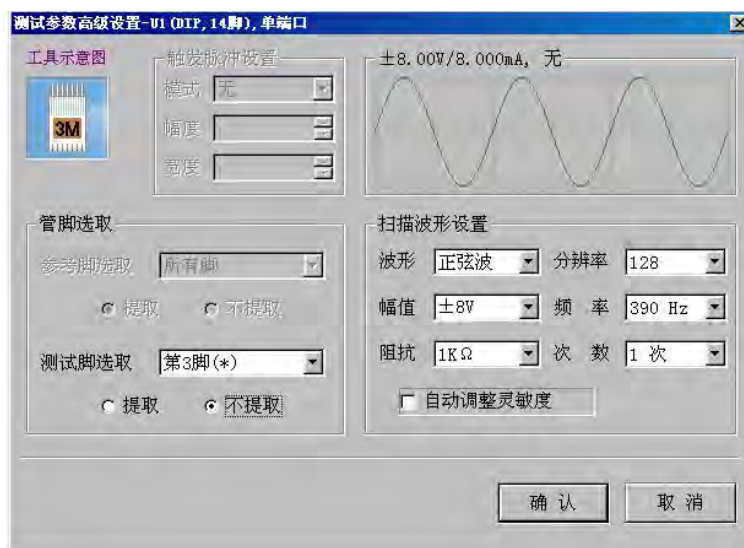 测试参数高级设置-U1(DIP,14脚),单端口
工具示意图
3M
触发脉冲设置
模式 无
幅度
宽度
±8.00V/8.000mA, 无
管脚选取
参考脚选取 所有脚
提取 不提取
测试脚选取 第3脚(*)
提取 不提取
扫描波形设置
波形 正弦波 分辨率 128
幅值 ±8V 频 率 390 Hz
阻抗 1KΩ 次 数 1 次
自动调整灵敏度
确 认 取 消